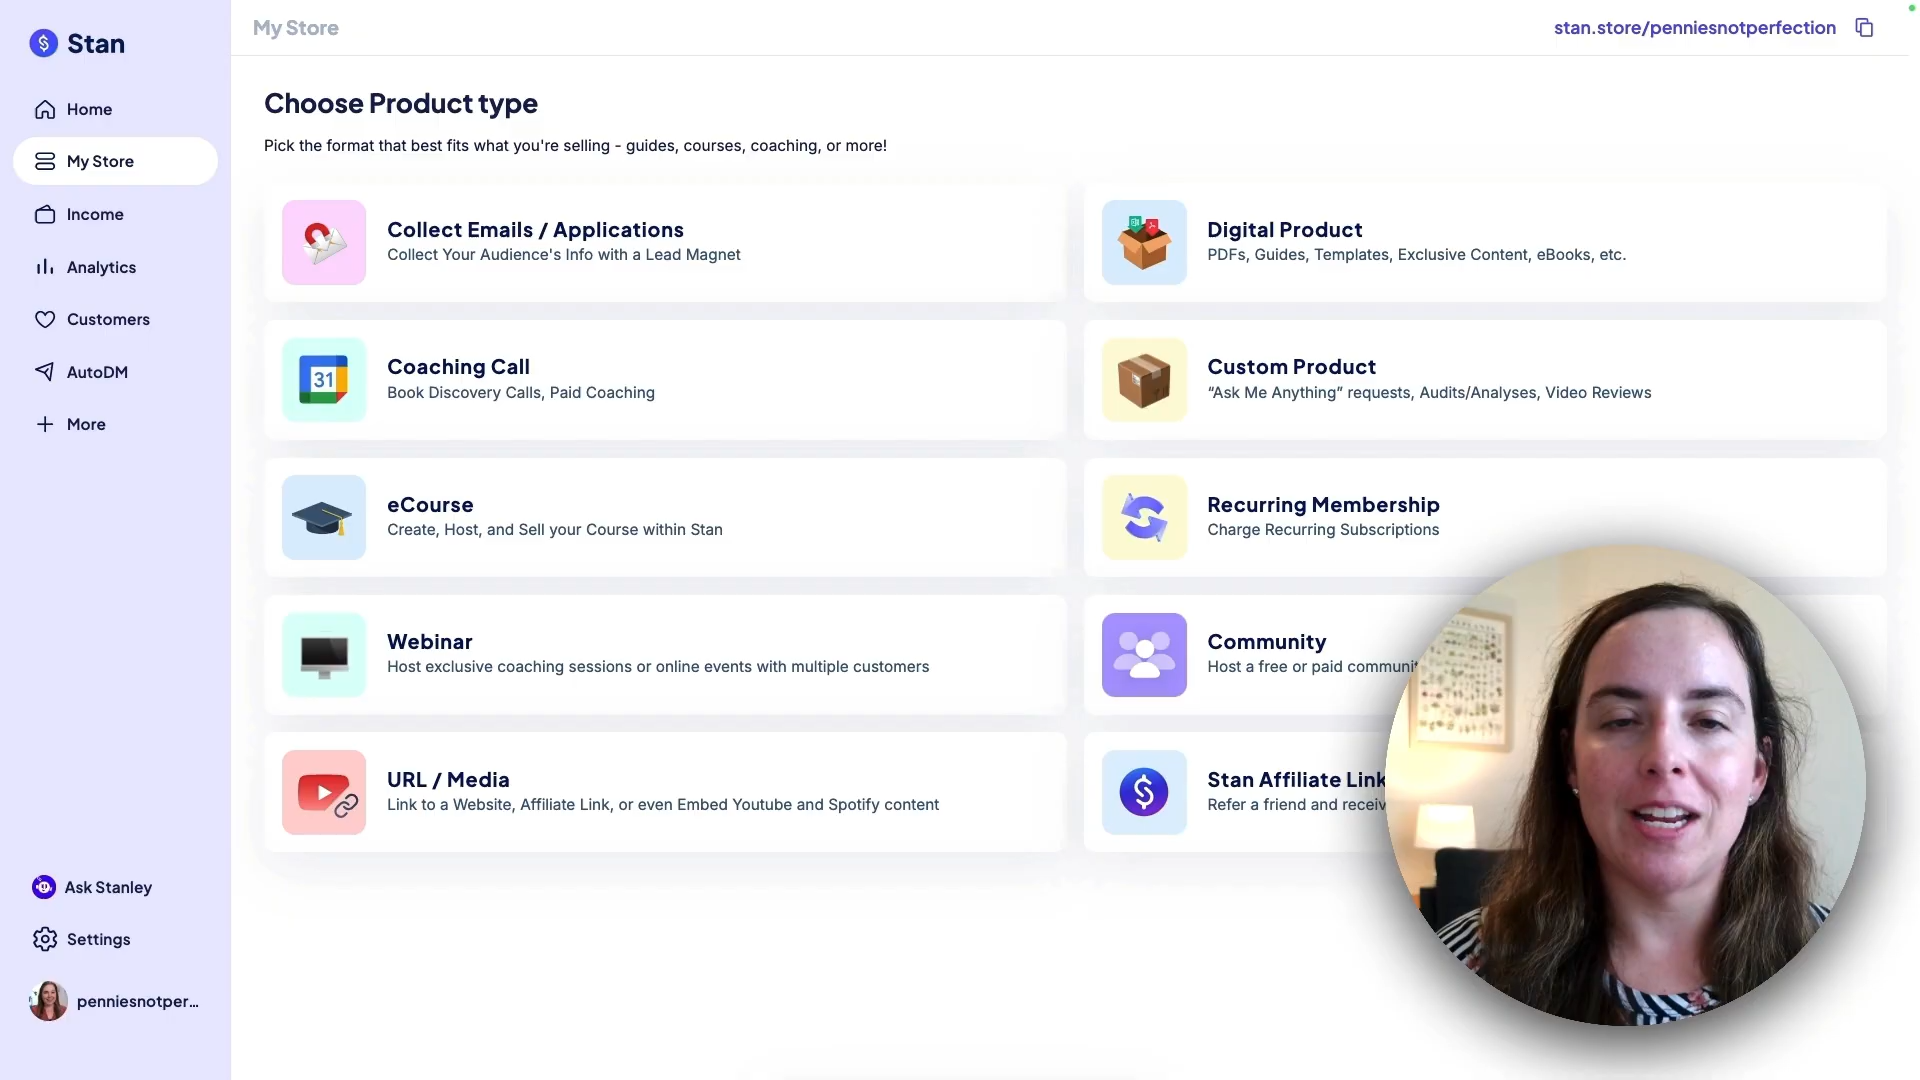 Stan
Home
My Store
Income
Analytics
Customers
AutoDM
More
Ask Stanley
Settings
penniesnotper...
My Store
stan.store/penniesnotperfection
Choose Product type
Pick the format that best fits what you're selling - guides, courses, coaching, or more!
Collect Emails / Applications
Collect Your Audience's Info with a Lead Magnet
Digital Product
PDFs, Guides, Templates, Exclusive Content, eBooks, etc.
31
Coaching Call
Book Discovery Calls, Paid Coaching
Custom Product
“Ask Me Anything” requests, Audits/Analyses, Video Reviews
eCourse
Create, Host, and Sell your Course within Stan
Recurring Membership
Charge Recurring Subscriptions
Webinar
Host exclusive coaching sessions or online events with multiple customers
Community
Host a free or paid
URL / Media
Link to a Website, Affiliate Link, or even Embed Youtube and Spotify content
Stan Affiliate Link
Refer a friend and